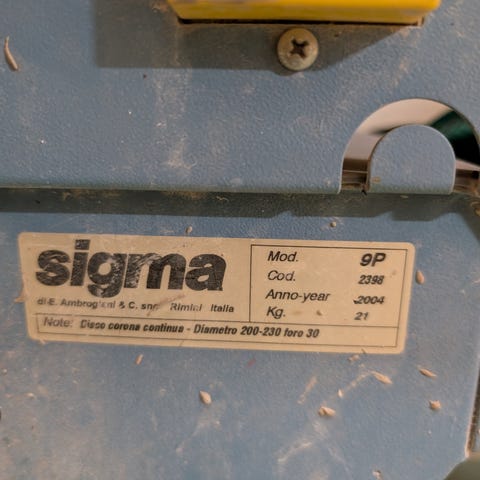 sigma
di E. Ambrogiani & C. snc Rimini Italia
Mod. 9P
Cod. 2398
Anno-year 2004
Kg. 21
Note: Disco corona continua - Diametro 200-230 foro 30